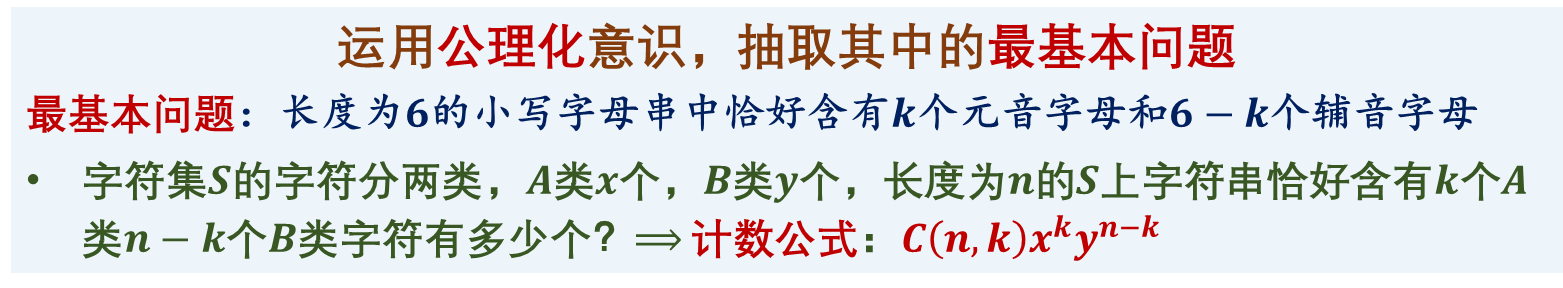 运用公理化意识，抽取其中的最基本问题
最基本问题：长度为6的小写字母串中恰好含有k个元音字母和6 − k个辅音字母
• 字符集S的字符分两类，A类x个，B类y个，长度为n的S上字符串恰好含有k个A
类n − k个B类字符有多少个？⟹ 计数公式：C(n, k)xᵏyⁿ⁻ᵏ